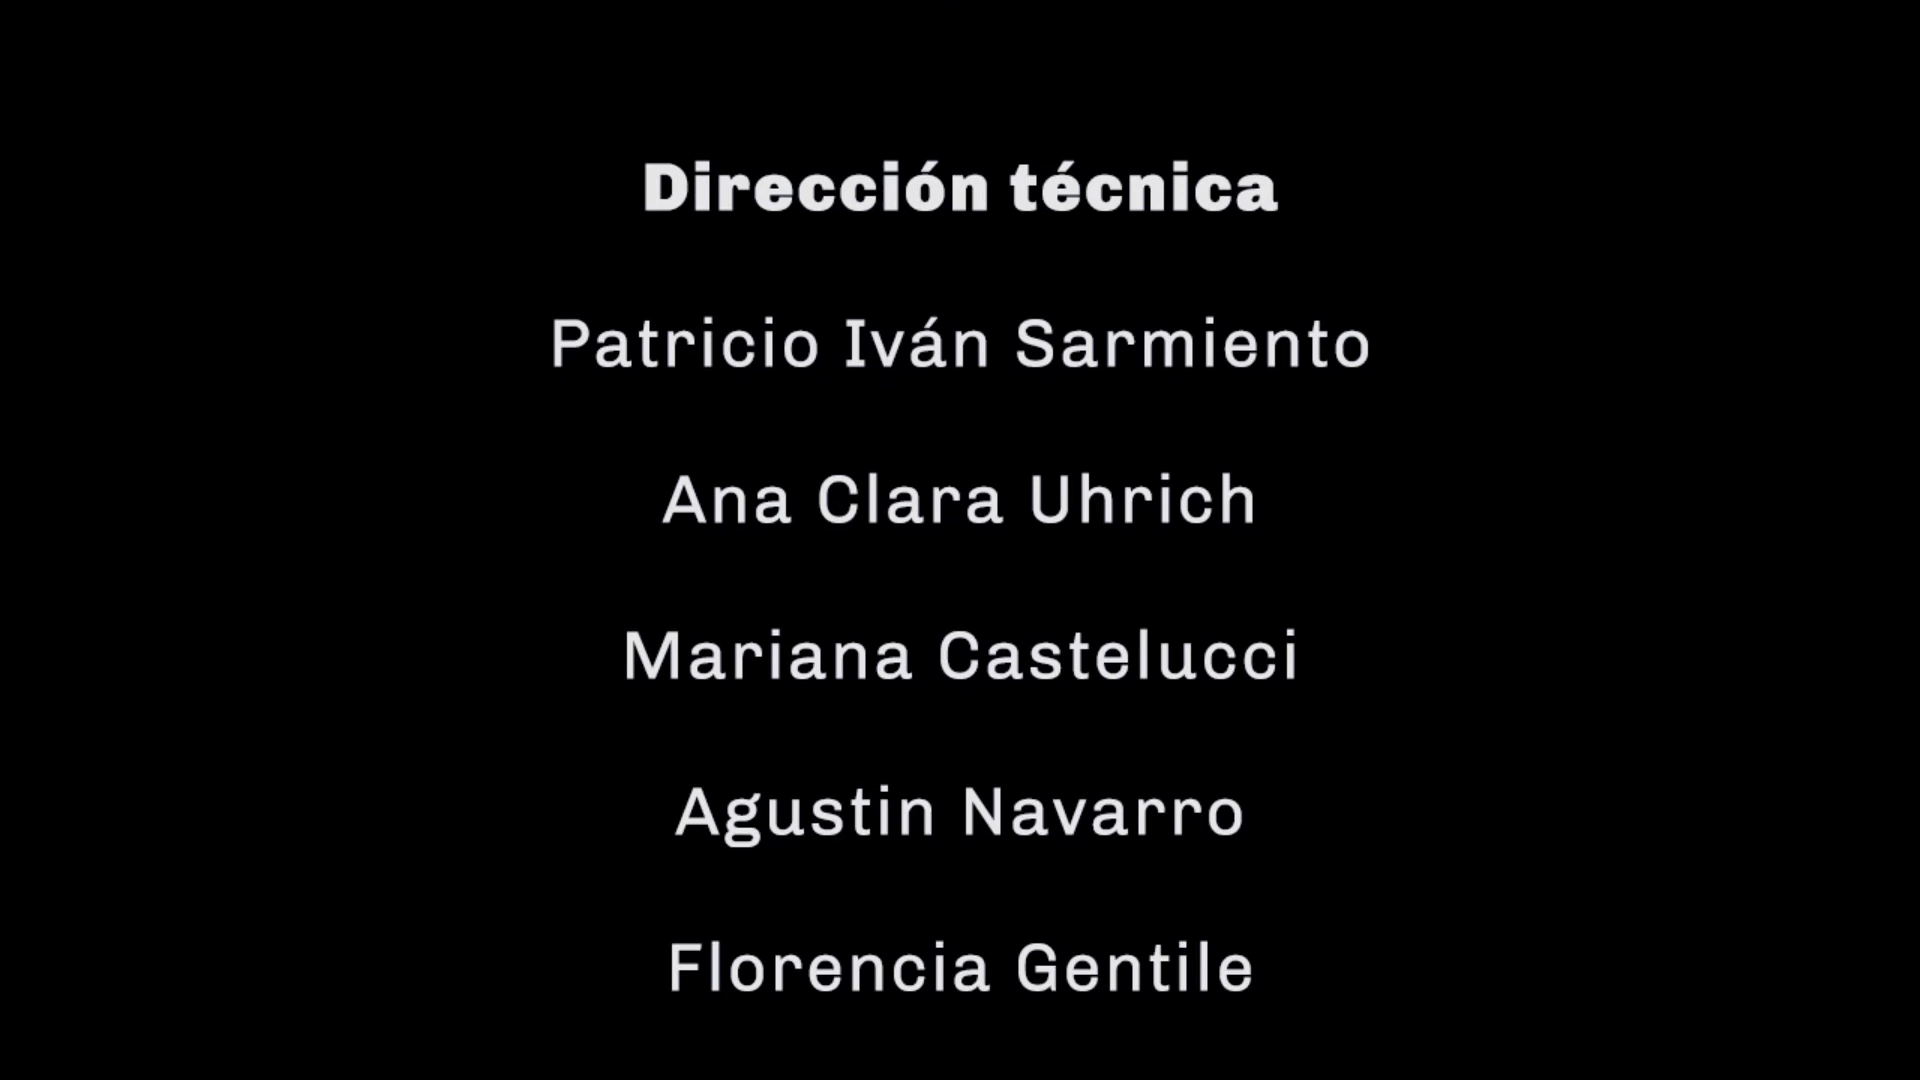 Dirección técnica
Patricio Iván Sarmiento
Ana Clara Uhrich
Mariana Castelucci
Agustin Navarro
Florencia Gentile